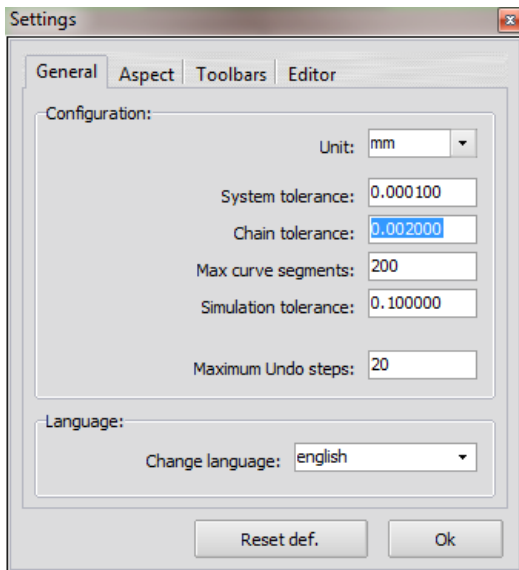 Settings
General Aspect Toolbars Editor
Configuration:
Unit: mm
System tolerance: 0.000100
Chain tolerance: 0.002000
Max curve segments: 200
Simulation tolerance: 0.100000
Maximum Undo steps: 20
Language:
Change language: english
Reset def. Ok